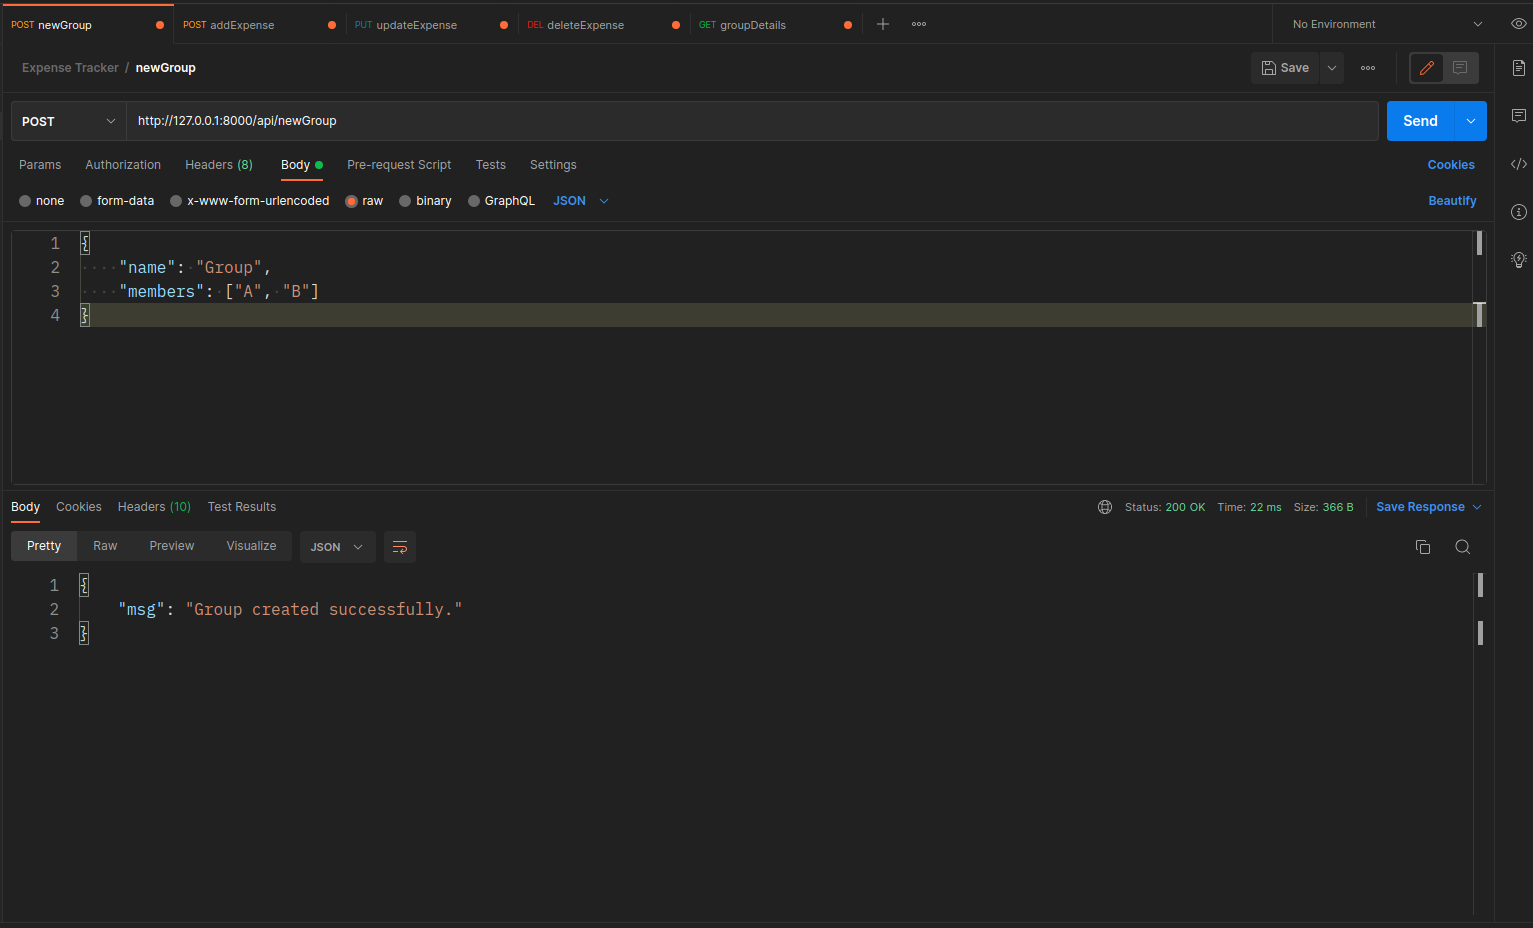 POST newGroup POST addExpense PUT updateExpense DEL deleteExpense GET groupDetails No Environment
Expense Tracker / newGroup Save
POST http://127.0.0.1:8000/api/newGroup Send
Params Authorization Headers (8) Body Pre-request Script Tests Settings Cookies
none form-data x-www-form-urlencoded raw binary GraphQL JSON Beautify
1 {
2 ····"name":·"Group",
3 ····"members":·["A",·"B"]
4 }
Body Cookies Headers (10) Test Results Status: 200 OK Time: 22 ms Size: 366 B Save Response
Pretty Raw Preview Visualize JSON
1 {
2 "msg": "Group created successfully."
3 }